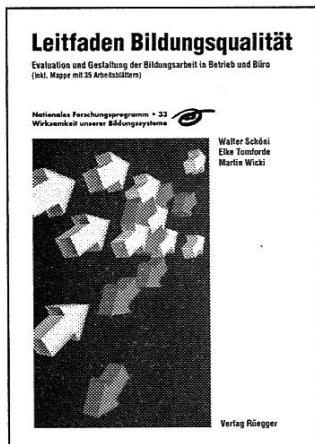 Leitfaden Bildungsqualität
Evaluation und Gestaltung der Bildungsarbeit in Betrieb und Büro
(inkl. Mappe mit 35 Arbeitsblättern)
Nationales Forschungsprogramm • 33
Wirksamkeit unserer Bildungssysteme
Walter Schöni
Elke Tomforde
Martin Wicki
Verlag Rüegger